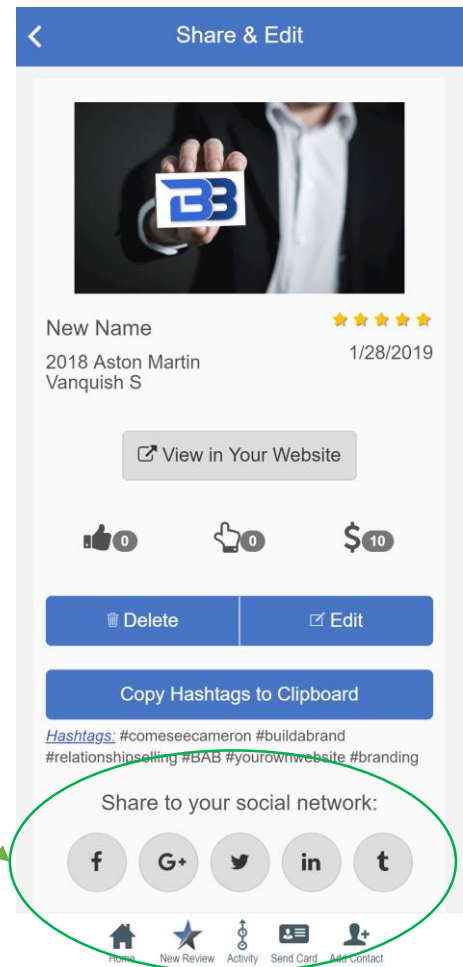 Share & Edit
BB
New Name
2018 Aston Martin
Vanquish S
1/28/2019
View in Your Website
0
0
$ 10
Delete
Edit
Copy Hashtags to Clipboard
Hashtags: #comeseecameron #buildabrand
#relationshipselling #BAB #yourownwebsite #branding
Share to your social network:
f G+ in t
Home New Review Activity Send Card Add Contact